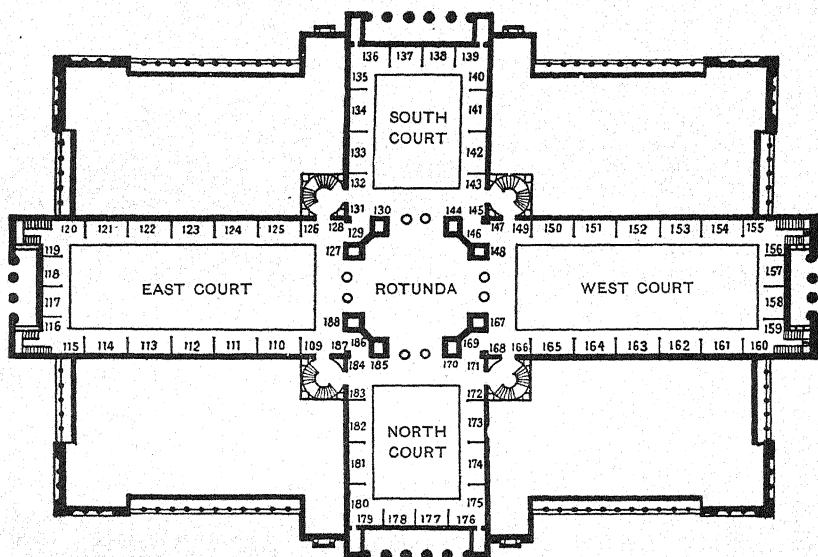 136 137 138 139
135 140
134 SOUTH COURT 141
133 142
132 143
131 130 144 145
120 121 122 123 124 125 126 128 129 146 147 149 150 151 152 153 154 155
119 127 148 156
118 EAST COURT ROTUNDA WEST COURT 157
117 158
116 188 167 159
115 114 113 112 111 110 109 187 186 169 168 166 165 164 163 162 161 160
184 185 170 171
183 172
182 NORTH COURT 173
181 174
180 175
179 178 177 176